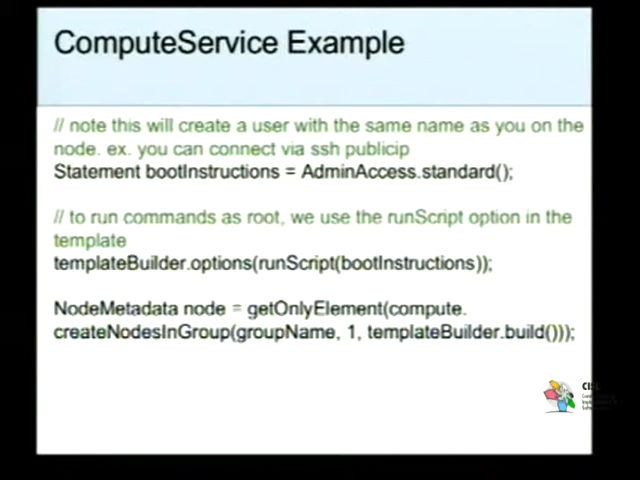 ComputeService Example
// note this will create a user with the same name as you on the
node. ex. you can connect via ssh publicip
Statement bootInstructions = AdminAccess.standard();
// to run commands as root, we use the runScript option in the
template
templateBuilder.options(runScript(bootInstructions));
NodeMetadata node = getOnlyElement(compute.
createNodesInGroup(groupName, 1, templateBuilder.build()));